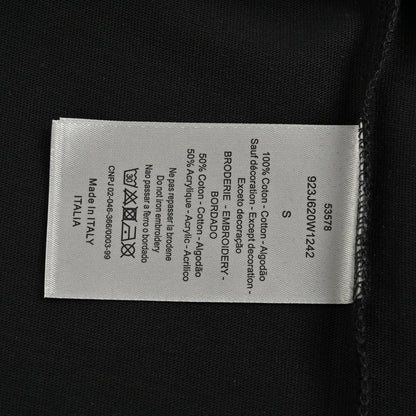 53578
923J620W1242
S
100% Coton - Cotton - Algodão
Sauf décoration - Except decoration
Exceto decoração
BRODERIE - EMBROIDERY -
BORDADO
50% Coton - Cotton - Algodão
50% Acrylique - Acrylic - Acrílico
Ne pas repasser la broderie
Do not iron embroidery
Não passar a ferro o bordado
30
CNPJ 02-046-366/0003-99
Made In ITALY
ITALIA